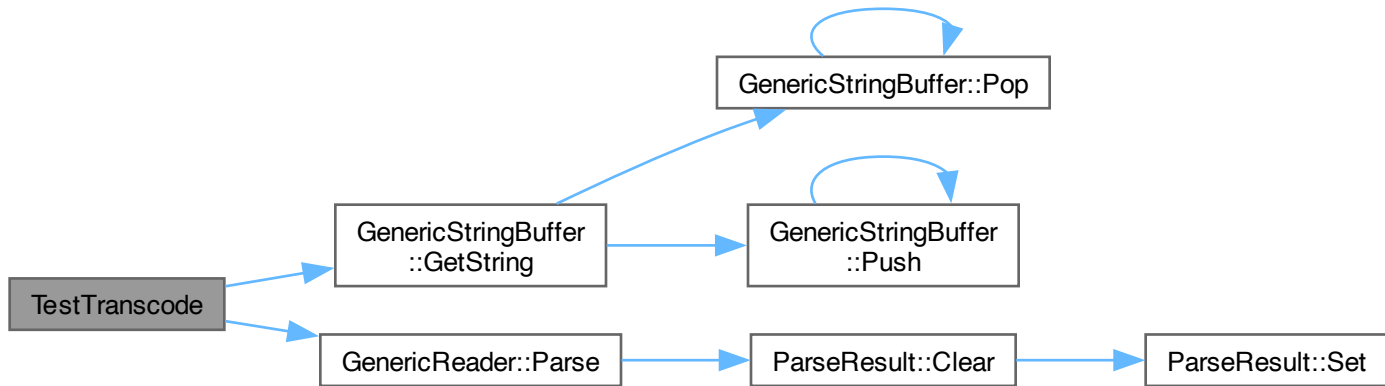 GenericStringBuffer::Pop
GenericStringBuffer
::GetString
GenericStringBuffer
::Push
TestTranscode
GenericReader::Parse
ParseResult::Clear
ParseResult::Set